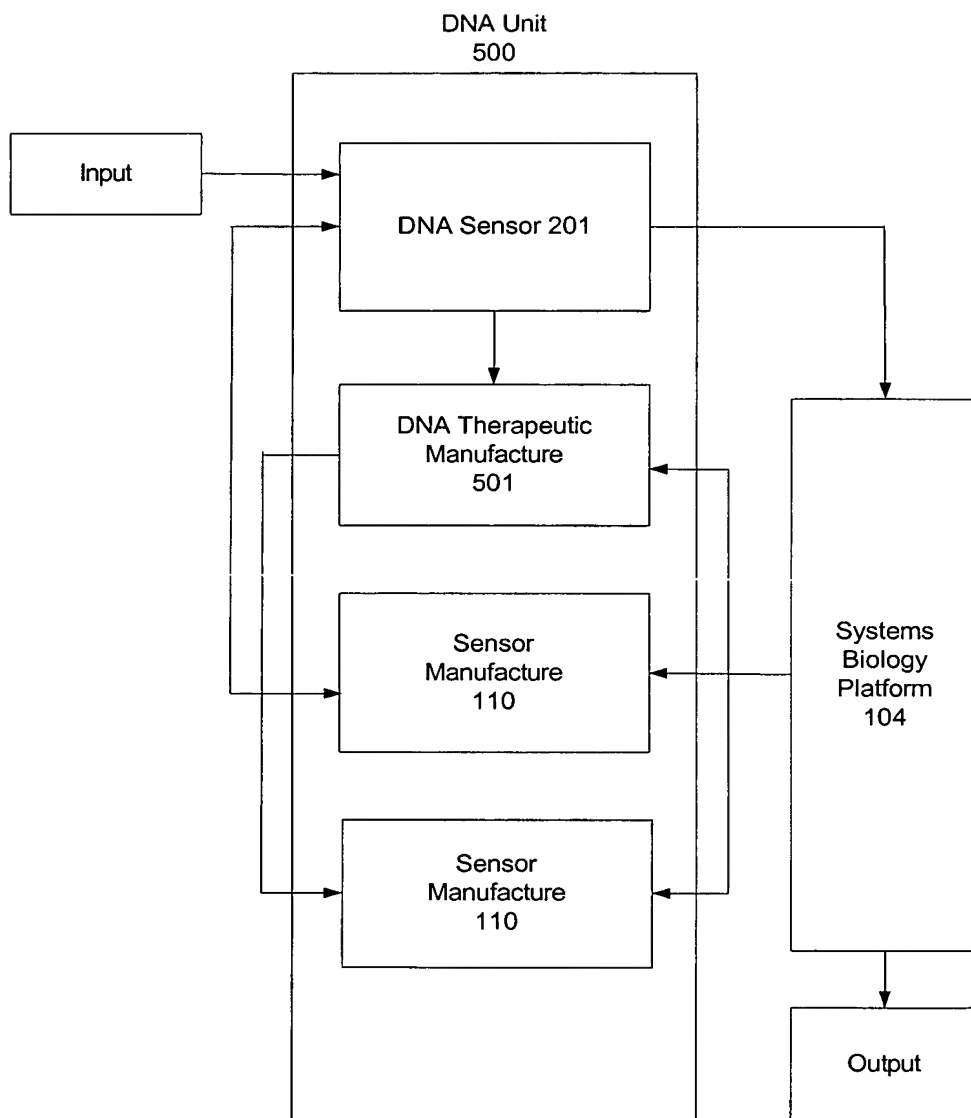 DNA Unit
500
Input
DNA Sensor 201
DNA Therapeutic
Manufacture
501
Sensor
Manufacture
110
Systems
Biology
Platform
104
Sensor
Manufacture
110
Output